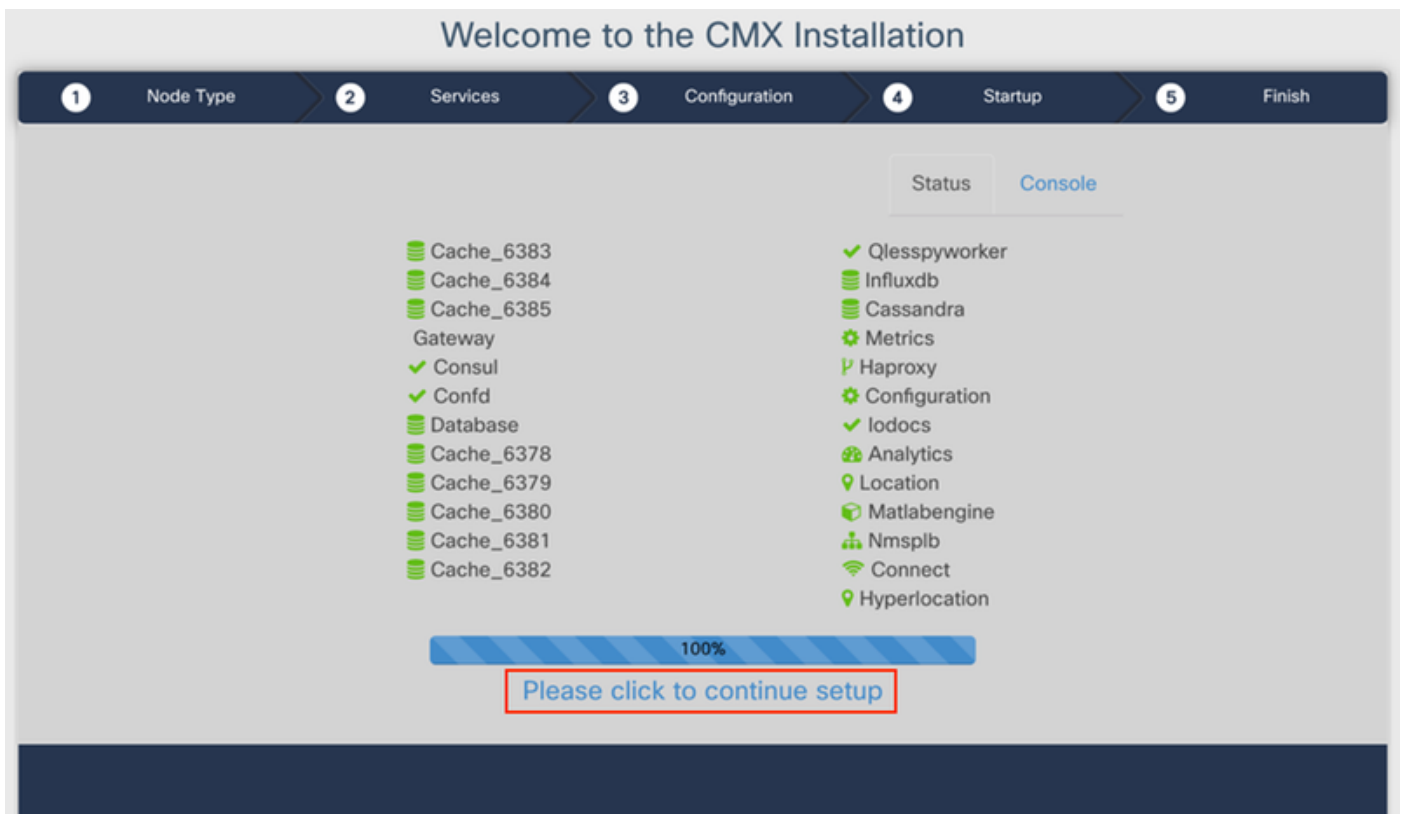 Welcome to the CMX Installation
1 Node Type 2 Services 3 Configuration 4 Startup 5 Finish
Status Console
Cache_6383
Cache_6384
Cache_6385
Gateway
Consul
Confd
Database
Cache_6378
Cache_6379
Cache_6380
Cache_6381
Cache_6382
Qlesspyworker
Influxdb
Cassandra
Metrics
Haproxy
Configuration
Iodocs
Analytics
Location
Matlabengine
Nmsplb
Connect
Hyperlocation
100%
Please click to continue setup